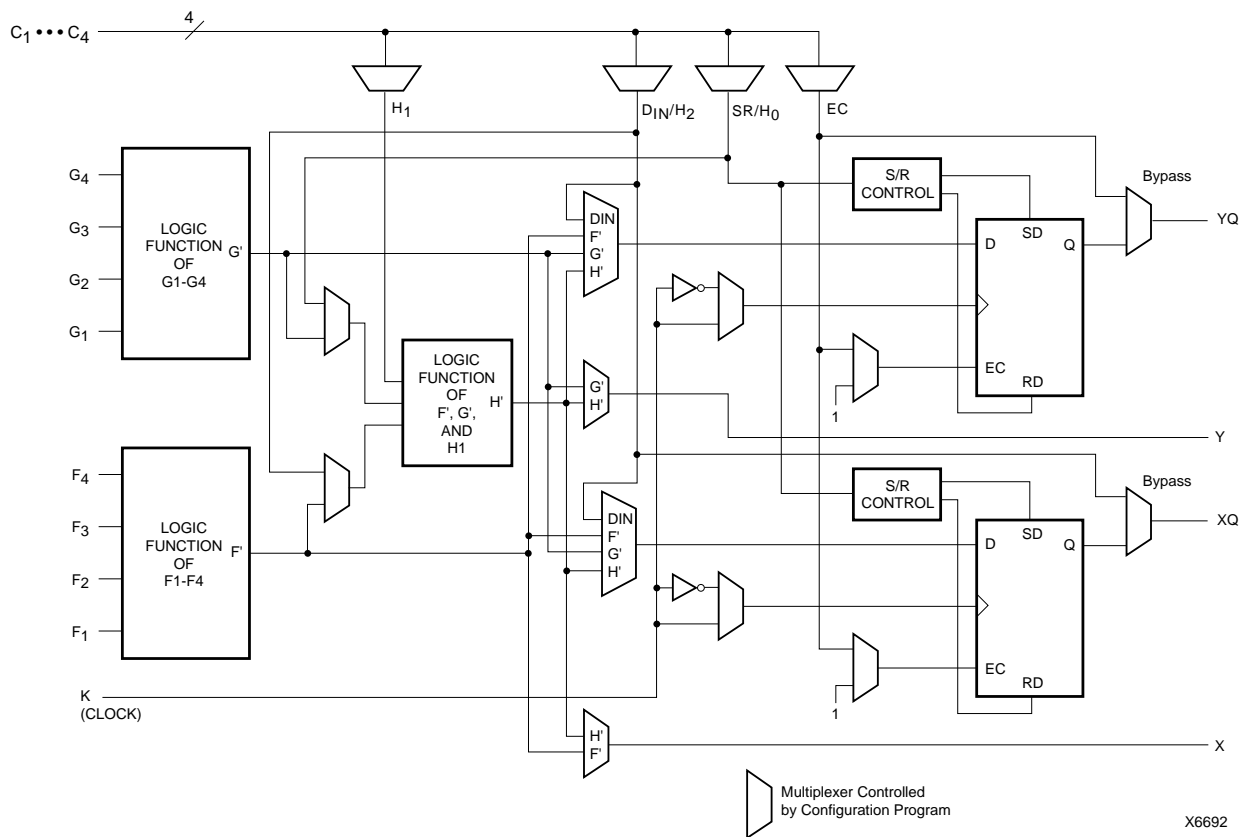 C1 ••• C4
4
H1
DIN/H2
SR/H0
EC
G4
G3
G2
G1
LOGIC
FUNCTION
OF
G1-G4
G'
DIN
F'
G'
H'
S/R
CONTROL
Bypass
D
SD
Q
YQ
EC
RD
1
LOGIC
FUNCTION
OF
F', G',
AND
H1
H'
G'
H'
Y
F4
F3
F2
F1
LOGIC
FUNCTION
OF
F1-F4
F'
DIN
F'
G'
H'
S/R
CONTROL
Bypass
D
SD
Q
XQ
EC
RD
1
K
(CLOCK)
H'
F'
X
Multiplexer Controlled
by Configuration Program
X6692